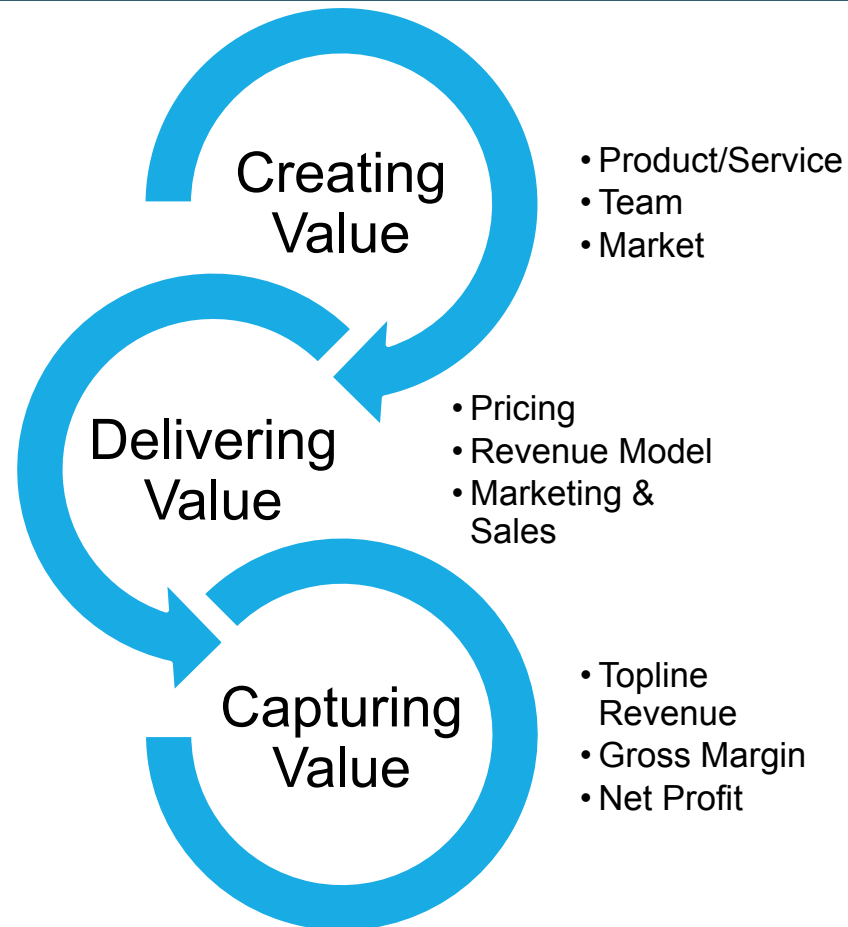 Creating
Value
• Product/Service
• Team
• Market
Delivering
Value
• Pricing
• Revenue Model
• Marketing &
Sales
Capturing
Value
• Topline
Revenue
• Gross Margin
• Net Profit